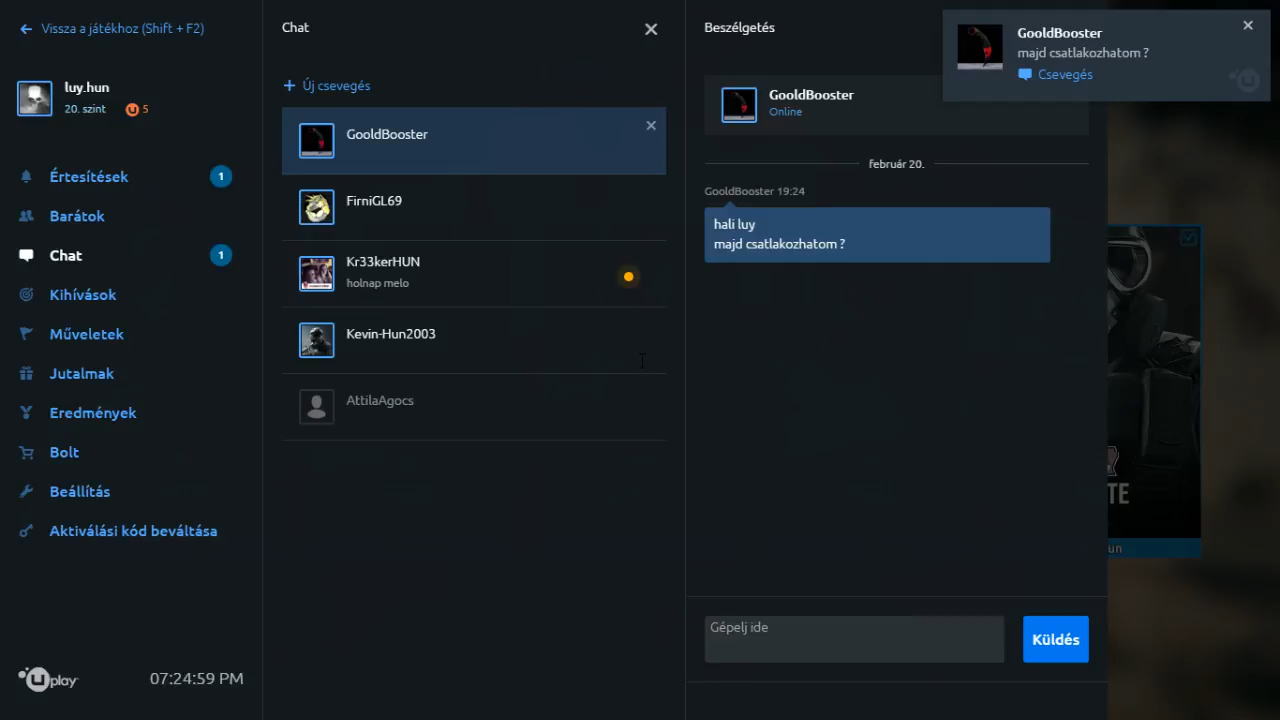 Vissza a játékhoz (Shift + F2)
luy.hun
20. szint
5
Értesítések
1
Barátok
Chat
1
Kihívások
Műveletek
Jutalmak
Eredmények
Bolt
Beállítás
Aktiválási kód beváltása
uplay
07:24:59 PM
Chat
Új csevegés
GooldBooster
FirniGL69
Kr33kerHUN
holnap melo
Kevin-Hun2003
AttilaAgocs
Beszélgetés
GooldBooster
Online
február 20.
GooldBooster 19:24
hali luy
majd csatlakozhatom ?
Gépelj ide
Küldés
GooldBooster
majd csatlakozhatom ?
Csevegés
TE
un